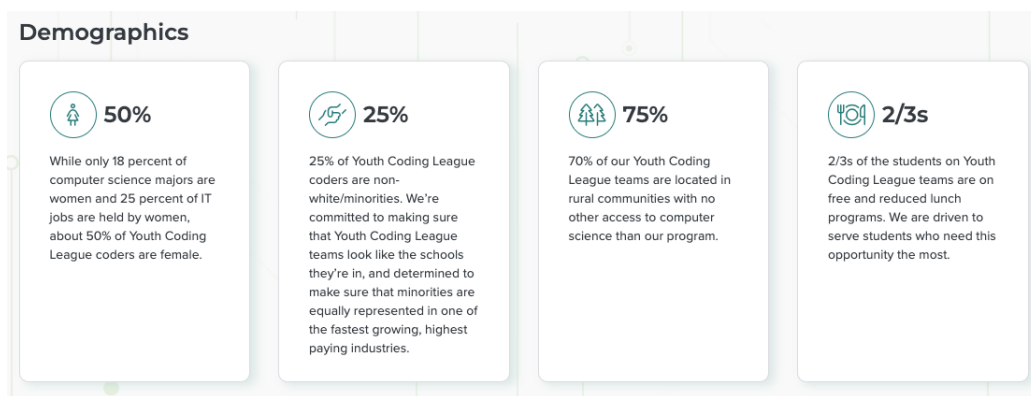 Demographics
50%
While only 18 percent of
computer science majors are
women and 25 percent of IT
jobs are held by women,
about 50% of Youth Coding
League coders are female.
25%
25% of Youth Coding League
coders are non-
white/minorities. We're
committed to making sure
that Youth Coding League
teams look like the schools
they're in, and determined to
make sure that minorities are
equally represented in one of
the fastest growing, highest
paying industries.
75%
70% of our Youth Coding
League teams are located in
rural communities with no
other access to computer
science than our program.
2/3s
2/3s of the students on Youth
Coding League teams are on
free and reduced lunch
programs. We are driven to
serve students who need this
opportunity the most.